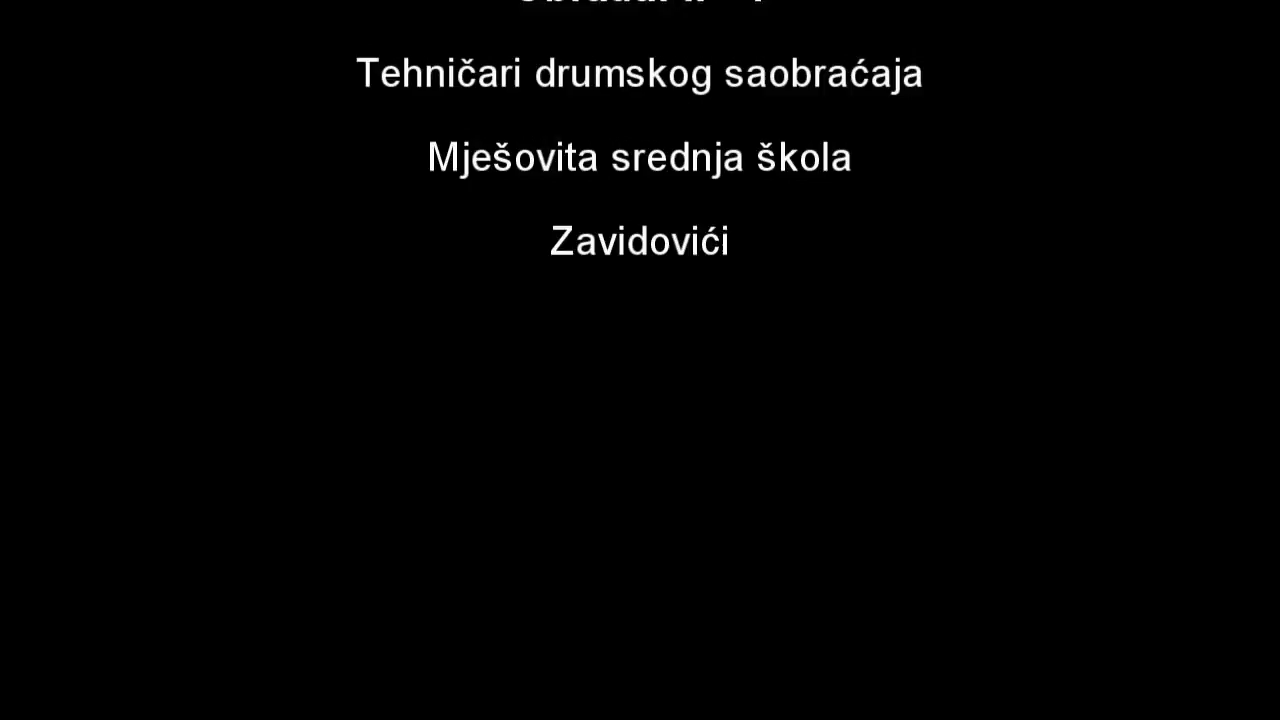 Tehničari drumskog saobraćaja
Mješovita srednja škola
Zavidovići